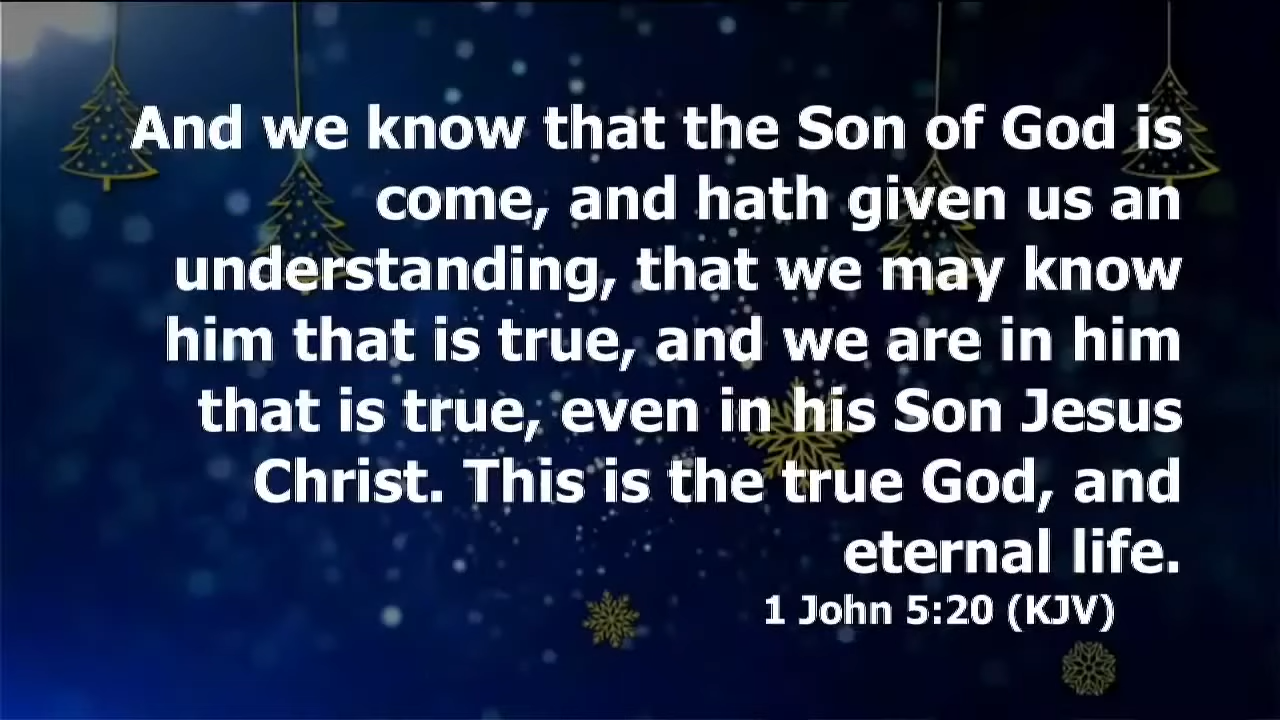 And we know that the Son of God is
come, and hath given us an
understanding, that we may know
him that is true, and we are in him
that is true, even in his Son Jesus
Christ. This is the true God, and
eternal life.
1 John 5:20 (KJV)